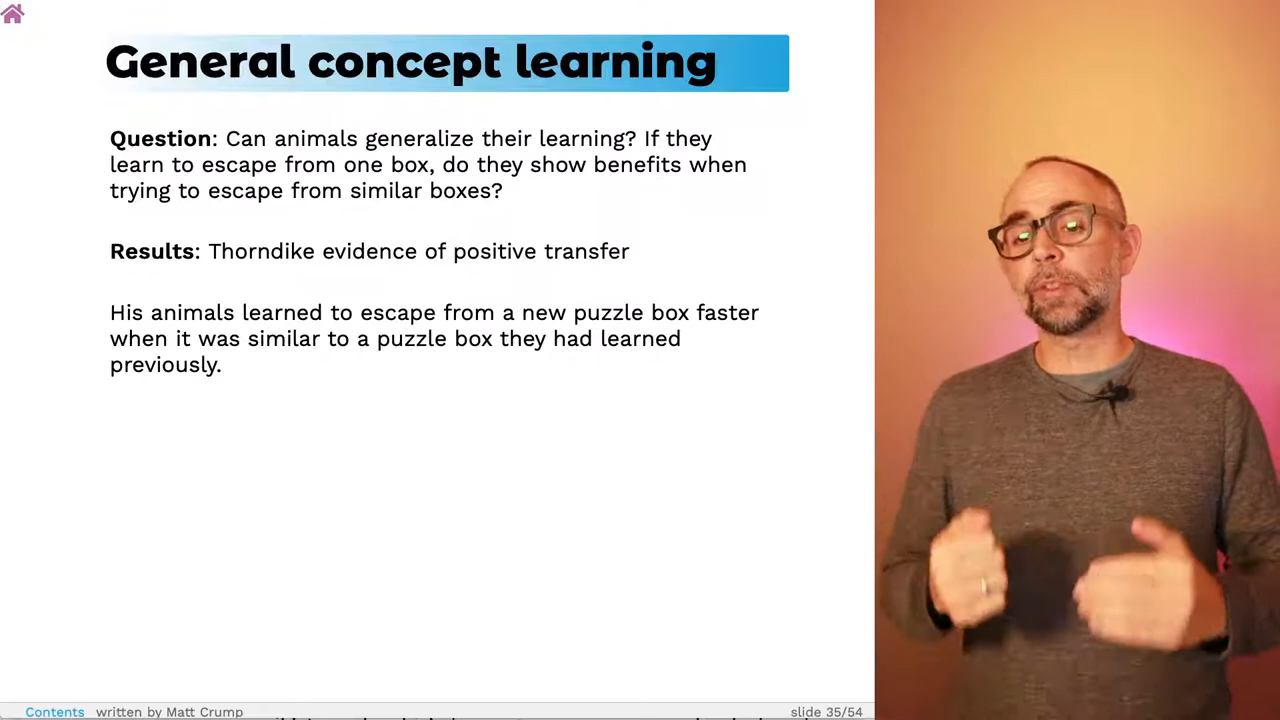 General concept learning
Question: Can animals generalize their learning? If they
learn to escape from one box, do they show benefits when
trying to escape from similar boxes?
Results: Thorndike evidence of positive transfer
His animals learned to escape from a new puzzle box faster
when it was similar to a puzzle box they had learned
previously.
Contents written by Matt Crump slide 35/54